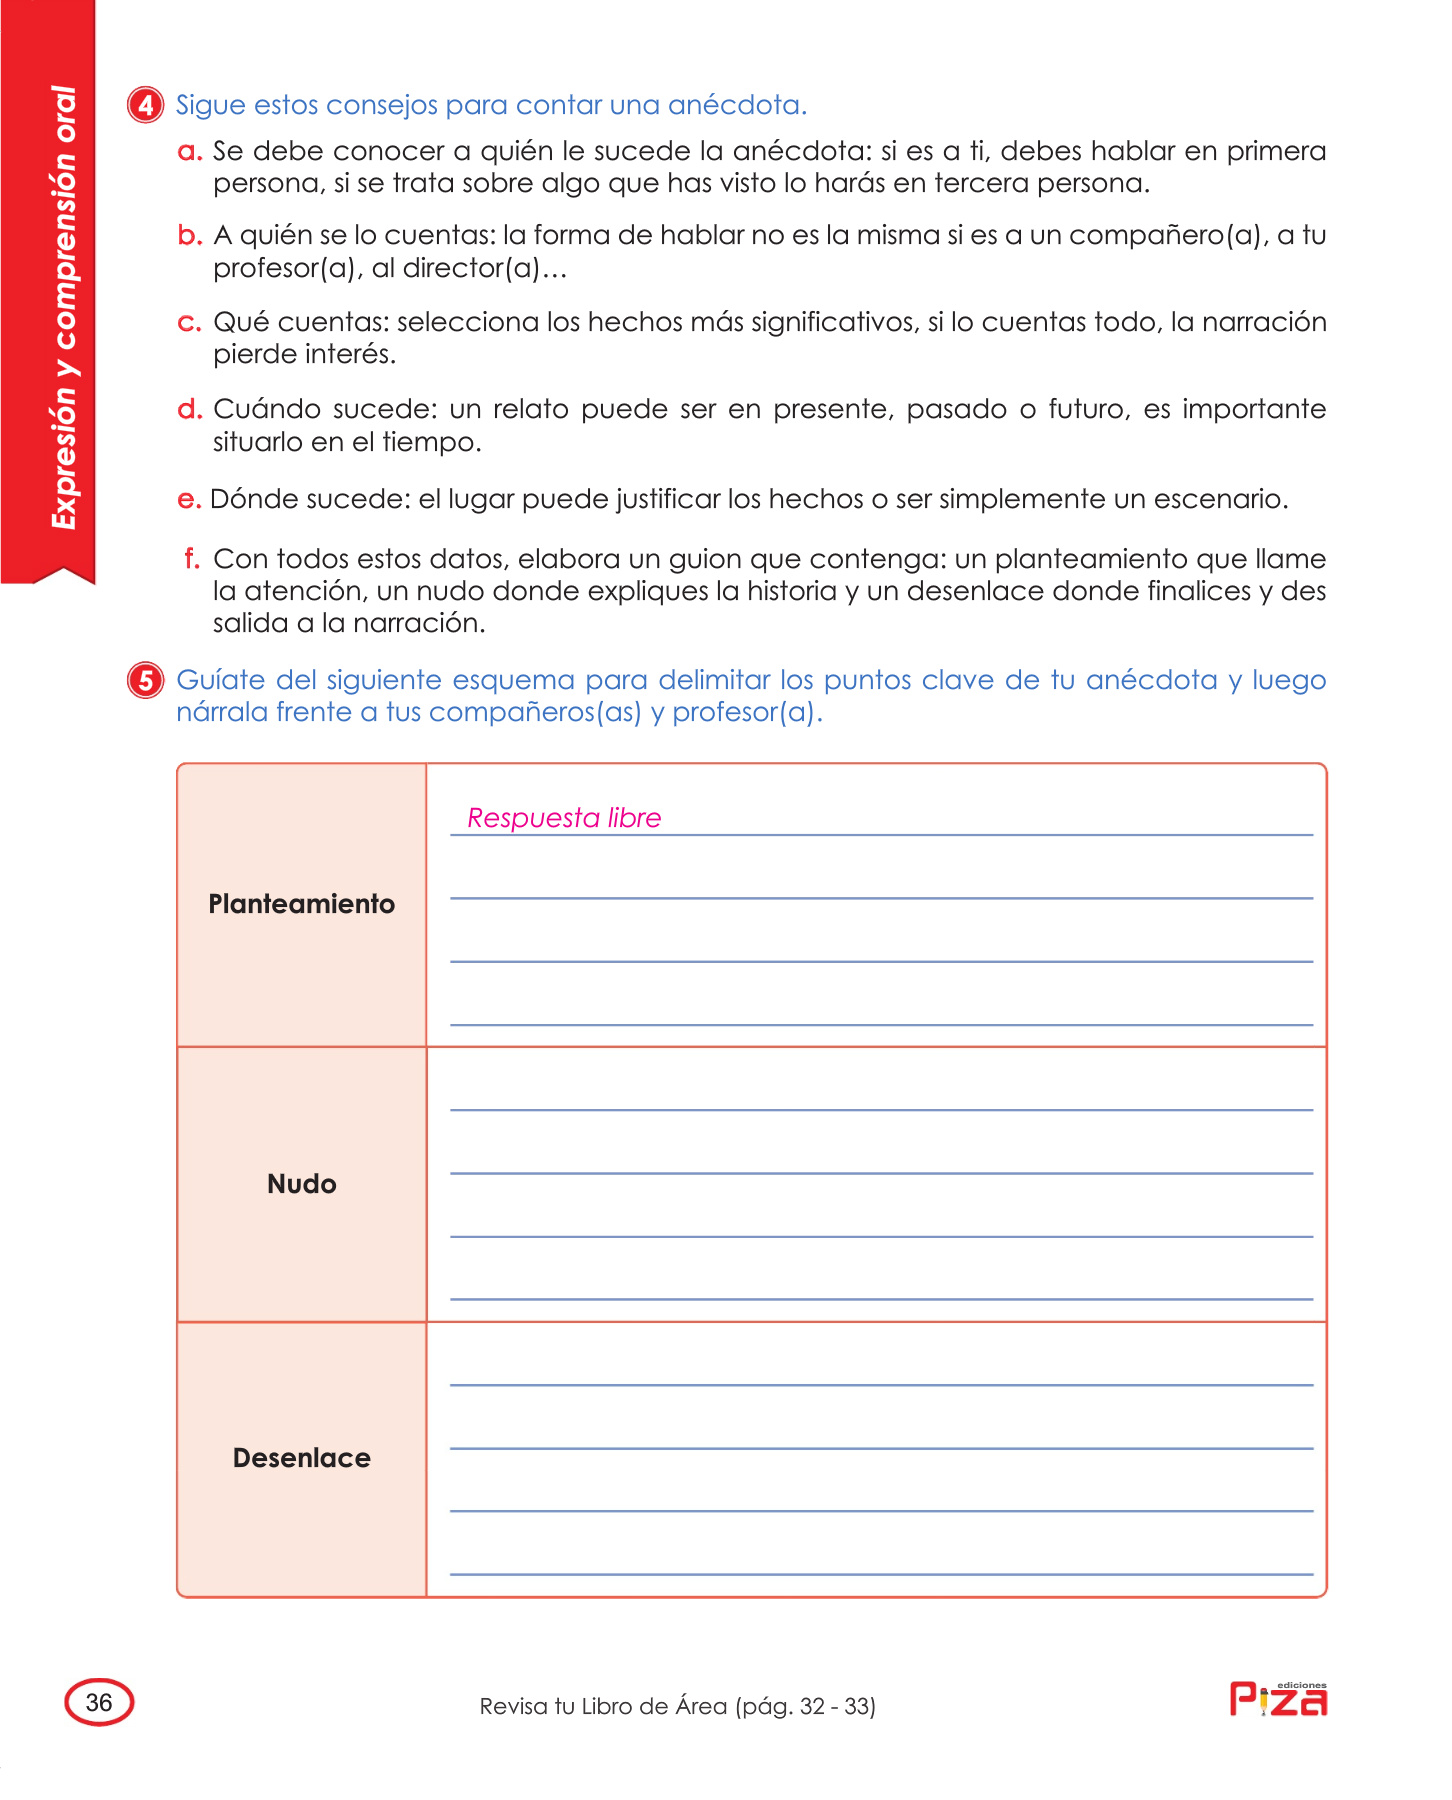 Expresión y comprensión oral
4 Sigue estos consejos para contar una anécdota.
a. Se debe conocer a quién le sucede la anécdota: si es a ti, debes hablar en primera
persona, si se trata sobre algo que has visto lo harás en tercera persona.
b. A quién se lo cuentas: la forma de hablar no es la misma si es a un compañero(a), a tu
profesor(a), al director(a)…
c. Qué cuentas: selecciona los hechos más significativos, si lo cuentas todo, la narración
pierde interés.
d. Cuándo sucede: un relato puede ser en presente, pasado o futuro, es importante
situarlo en el tiempo.
e. Dónde sucede: el lugar puede justificar los hechos o ser simplemente un escenario.
f. Con todos estos datos, elabora un guion que contenga: un planteamiento que llame
la atención, un nudo donde expliques la historia y un desenlace donde finalices y des
salida a la narración.
5 Guíate del siguiente esquema para delimitar los puntos clave de tu anécdota y luego
nárrala frente a tus compañeros(as) y profesor(a).
Respuesta libre
Planteamiento
Nudo
Desenlace
36
Revisa tu Libro de Área (pág. 32 - 33)
ediciones
Piza